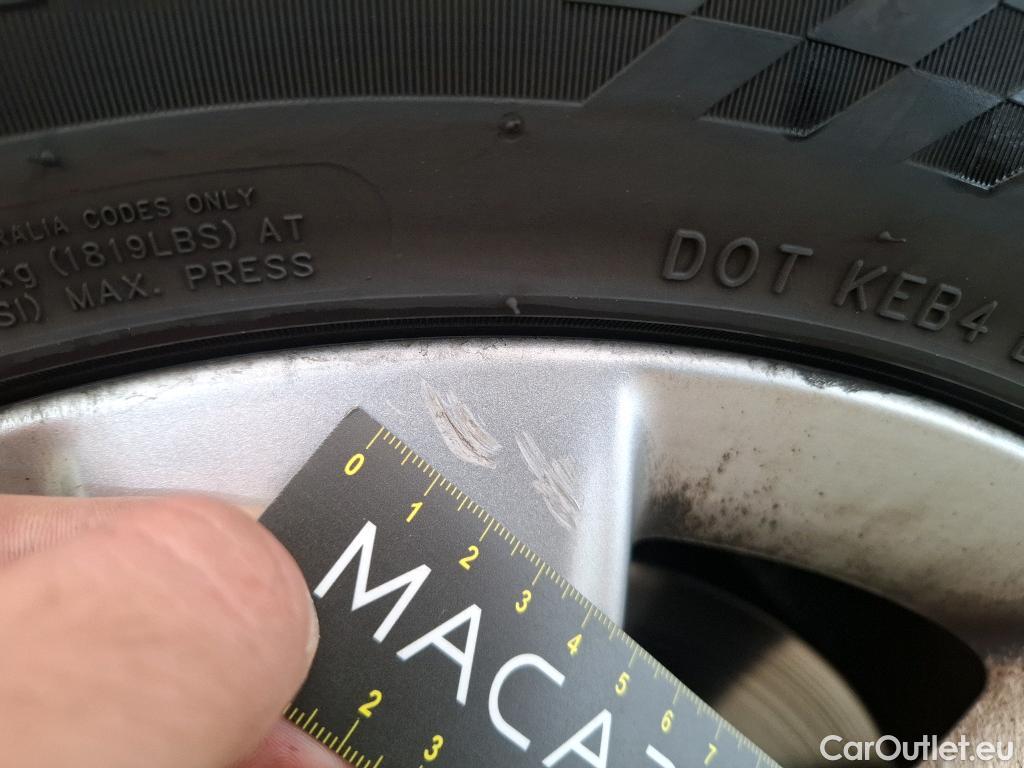 RALIA CODES ONLY
kg (1819LBS) AT
SI) MAX. PRESS
DOT KEB4
0 1 2 3 4 5 6 7
MACA
2 3
CarOutlet.eu